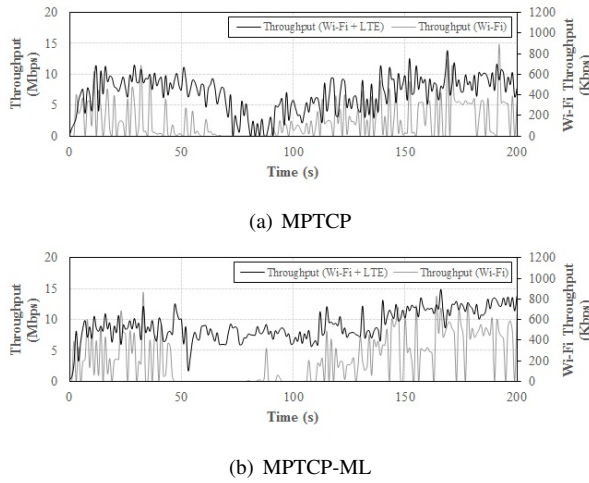 20
1200
Throughput (Wi-Fi + LTE)
Throughput (Wi-Fi)
1000
15
800
10
600
400
5
200
0
0
0
50
100
150
200
Throughput
(Mbps)
Wi-Fi Throughput
(Kbps)
Time (s)
(a) MPTCP
20
1200
Throughput (Wi-Fi + LTE)
Throughput (Wi-Fi)
1000
15
800
10
600
400
5
200
0
0
0
50
100
150
200
Throughput
(Mbps)
Wi-Fi Throughput
(Kbps)
Time (s)
(b) MPTCP-ML